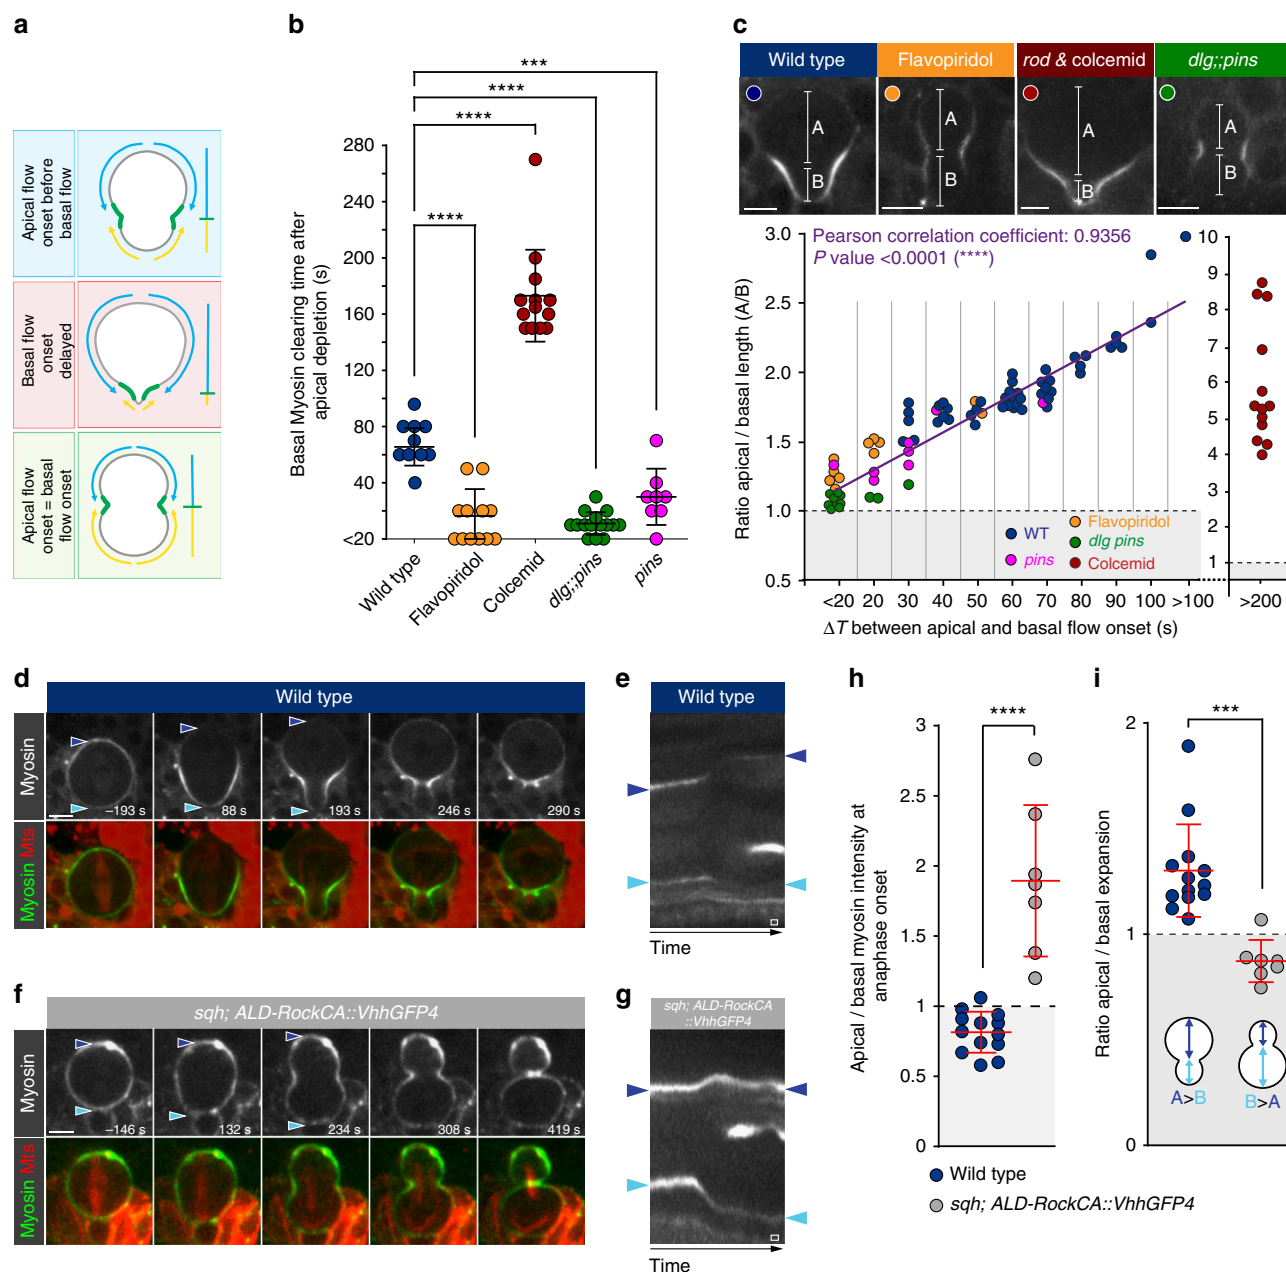 a
Apical flow
onset before
basal flow
Basal flow
onset
delayed
Apical flow
onset = basal
flow onset
b
Basal Myosin clearing time after
apical depletion (s)
280
240
200
160
120
80
40
<20
***
****
****
****
Wild type
Flavopiridol
Colcemid
dlg;;pins
pins
c
Wild type
Flavopiridol
rod & colcemid
dlg;;pins
A
B
A
B
A
B
A
B
Pearson correlation coefficient: 0.9356
P value <0.0001 (****)
Ratio apical / basal length (A/B)
3.0
2.5
2.0
1.5
1.0
0.5
WT
pins
Flavopiridol
dlg pins
Colcemid
<20 20 30 40 50 60 70 80 90 100 >100
ΔT between apical and basal flow onset (s)
10
9
8
7
6
5
4
3
2
1
>200
d
Wild type
Myosin
–193 s
88 s
193 s
246 s
290 s
Myosin Mts
e
Wild type
Time
f
sqh; ALD-RockCA::VhhGFP4
Myosin
–146 s
132 s
234 s
308 s
419 s
Myosin Mts
g
sqh; ALD-RockCA
::VhhGFP4
Time
h
Apical / basal myosin intensity at
anaphase onset
3
2.5
2
1.5
1
0.5
0
****
Wild type
sqh; ALD-RockCA::VhhGFP4
i
Ratio apical / basal expansion
2
1
0
***
A>B
B>A